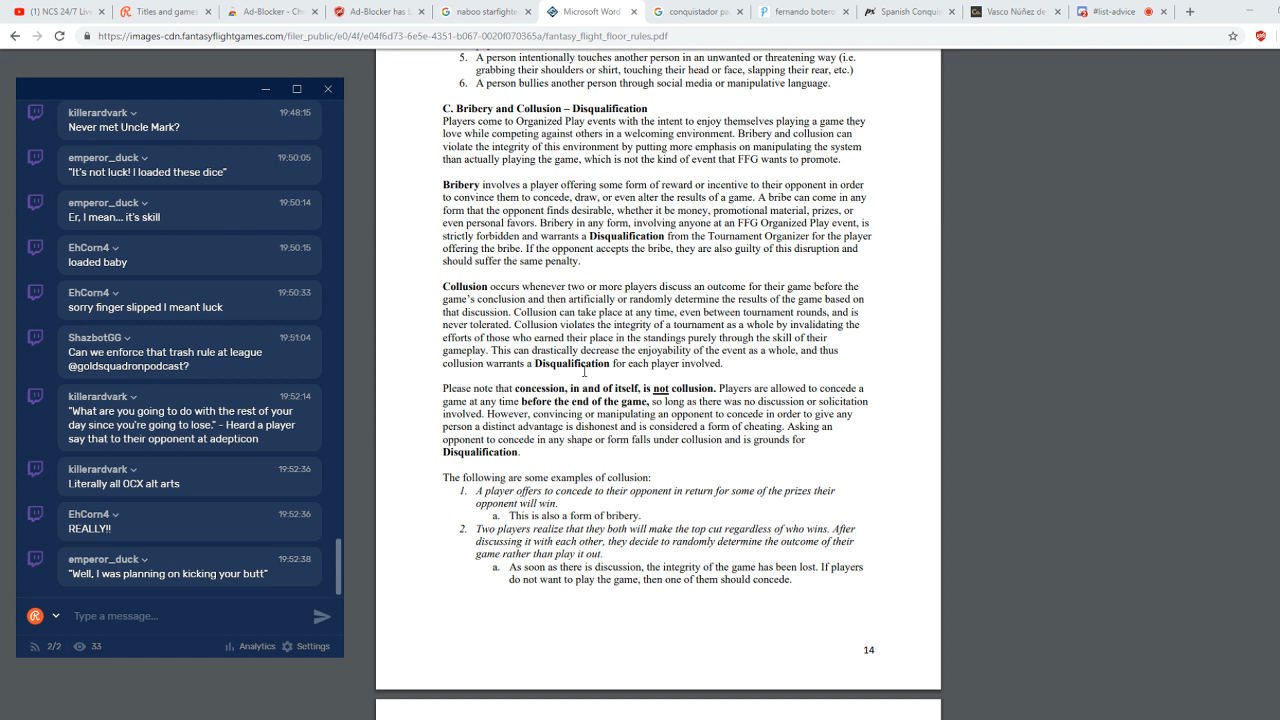 (1) NCS 24/7 Live
Titles and games
Ad-Blocker - Ch
Ad-Blocker has
naboo starfighte
Microsoft Word
conquistador pa
fernando botero
Spanish Conqui
Vasco Núñez de
#list-advice
https://images-cdn.fantasyflightgames.com/filer_public/e0/4f/e04f6d73-6e5e-4351-b067-0020f070365a/fantasy_flight_floor_rules.pdf
killerardvark 19:48:15
Never met Uncle Mark?
emperor_duck 19:50:05
"It's not luck! I loaded these dice"
emperor_duck 19:50:14
Er, I mean... it's skill
EhCorn4 19:50:15
loaded baby
EhCorn4 19:50:33
sorry finger slipped I meant luck
ShazbotGG 19:51:04
Can we enforce that trash rule at league
@goldsquadronpodcast?
killerardvark 19:52:14
"What are you going to do with the rest of your
day since you're going to lose." - Heard a player
say that to their opponent at adepticon
killerardvark 19:52:36
Literally all OCX alt arts
EhCorn4 19:52:36
REALLY!!
emperor_duck 19:52:38
"Well, I was planning on kicking your butt"
Type a message...
2/2 33 Analytics Settings
5. A person intentionally touches another person in an unwanted or threatening way (i.e.
grabbing their shoulders or shirt, touching their head or face, slapping their rear, etc.)
6. A person bullies another person through social media or manipulative language.
C. Bribery and Collusion – Disqualification
Players come to Organized Play events with the intent to enjoy themselves playing a game they
love while competing against others in a welcoming environment. Bribery and collusion can
violate the integrity of this environment by putting more emphasis on manipulating the system
than actually playing the game, which is not the kind of event that FFG wants to promote.
Bribery involves a player offering some form of reward or incentive to their opponent in order
to convince them to concede, draw, or even alter the results of a game. A bribe can come in any
form that the opponent finds desirable, whether it be money, promotional material, prizes, or
even personal favors. Bribery in any form, involving anyone at an FFG Organized Play event, is
strictly forbidden and warrants a Disqualification from the Tournament Organizer for the player
offering the bribe. If the opponent accepts the bribe, they are also guilty of this disruption and
should suffer the same penalty.
Collusion occurs whenever two or more players discuss an outcome for their game before the
game's conclusion and then artificially or randomly determine the results of the game based on
that discussion. Collusion can take place at any time, even between tournament rounds, and is
never tolerated. Collusion violates the integrity of a tournament as a whole by invalidating the
efforts of those who earned their place in the standings purely through the skill of their
gameplay. This can drastically decrease the enjoyability of the event as a whole, and thus
collusion warrants a Disqualification for each player involved.
Please note that concession, in and of itself, is not collusion. Players are allowed to concede a
game at any time before the end of the game, so long as there was no discussion or solicitation
involved. However, convincing or manipulating an opponent to concede in order to give any
person a distinct advantage is dishonest and is considered a form of cheating. Asking an
opponent to concede in any shape or form falls under collusion and is grounds for
Disqualification.
The following are some examples of collusion:
1. A player offers to concede to their opponent in return for some of the prizes their
opponent will win.
a. This is also a form of bribery.
2. Two players realize that they both will make the top cut regardless of who wins. After
discussing it with each other, they decide to randomly determine the outcome of their
game rather than play it out.
a. As soon as there is discussion, the integrity of the game has been lost. If players
do not want to play the game, then one of them should concede.
14